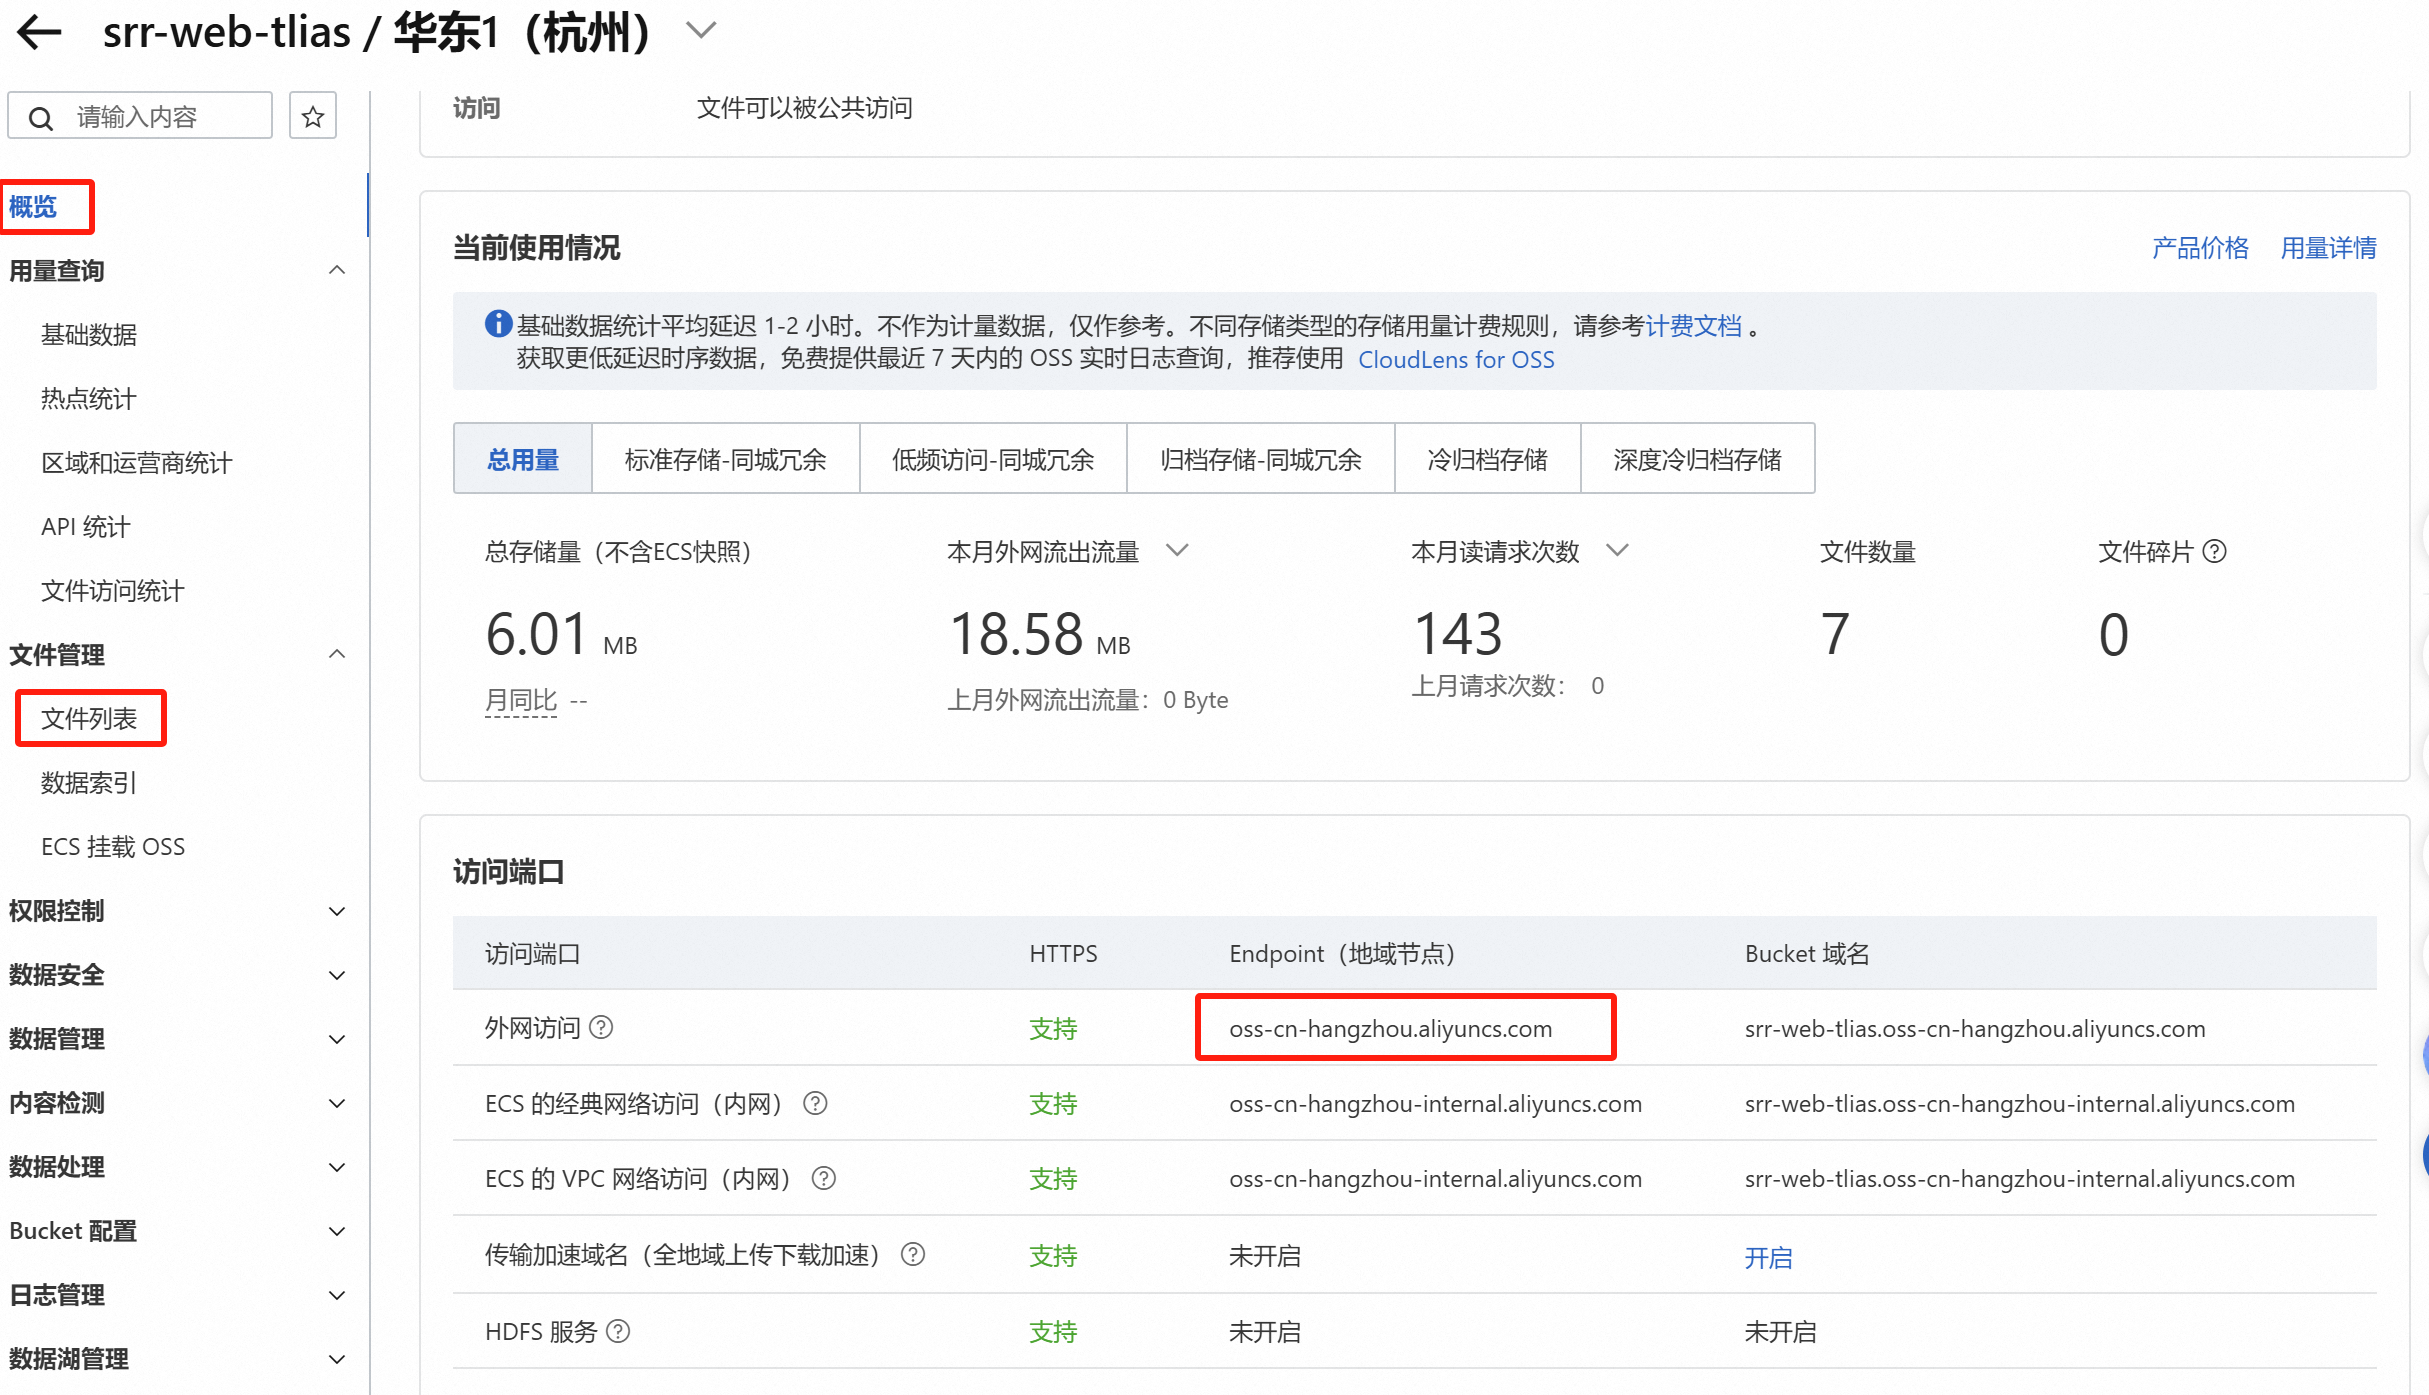 srr-web-tlias / 华东1（杭州）
请输入内容
概览
用量查询
基础数据
热点统计
区域和运营商统计
API 统计
文件访问统计
文件管理
文件列表
数据索引
ECS 挂载 OSS
权限控制
数据安全
数据管理
内容检测
数据处理
Bucket 配置
日志管理
数据湖管理
访问 文件可以被公共访问
当前使用情况 产品价格 用量详情
基础数据统计平均延迟 1-2 小时。不作为计量数据，仅作参考。不同存储类型的存储用量计费规则，请参考计费文档 。
获取更低延迟时序数据，免费提供最近 7 天内的 OSS 实时日志查询，推荐使用 CloudLens for OSS
总用量 标准存储-同城冗余 低频访问-同城冗余 归档存储-同城冗余 冷归档存储 深度冷归档存储
总存储量（不含ECS快照） 本月外网流出流量 本月读请求次数 文件数量 文件碎片
6.01 MB 18.58 MB 143 7 0
月同比 -- 上月外网流出流量：0 Byte 上月请求次数： 0
访问端口
访问端口 HTTPS Endpoint（地域节点） Bucket 域名
外网访问 支持 oss-cn-hangzhou.aliyuncs.com srr-web-tlias.oss-cn-hangzhou.aliyuncs.com
ECS 的经典网络访问（内网） 支持 oss-cn-hangzhou-internal.aliyuncs.com srr-web-tlias.oss-cn-hangzhou-internal.aliyuncs.com
ECS 的 VPC 网络访问（内网） 支持 oss-cn-hangzhou-internal.aliyuncs.com srr-web-tlias.oss-cn-hangzhou-internal.aliyuncs.com
传输加速域名（全地域上传下载加速） 支持 未开启 开启
HDFS 服务 支持 未开启 未开启